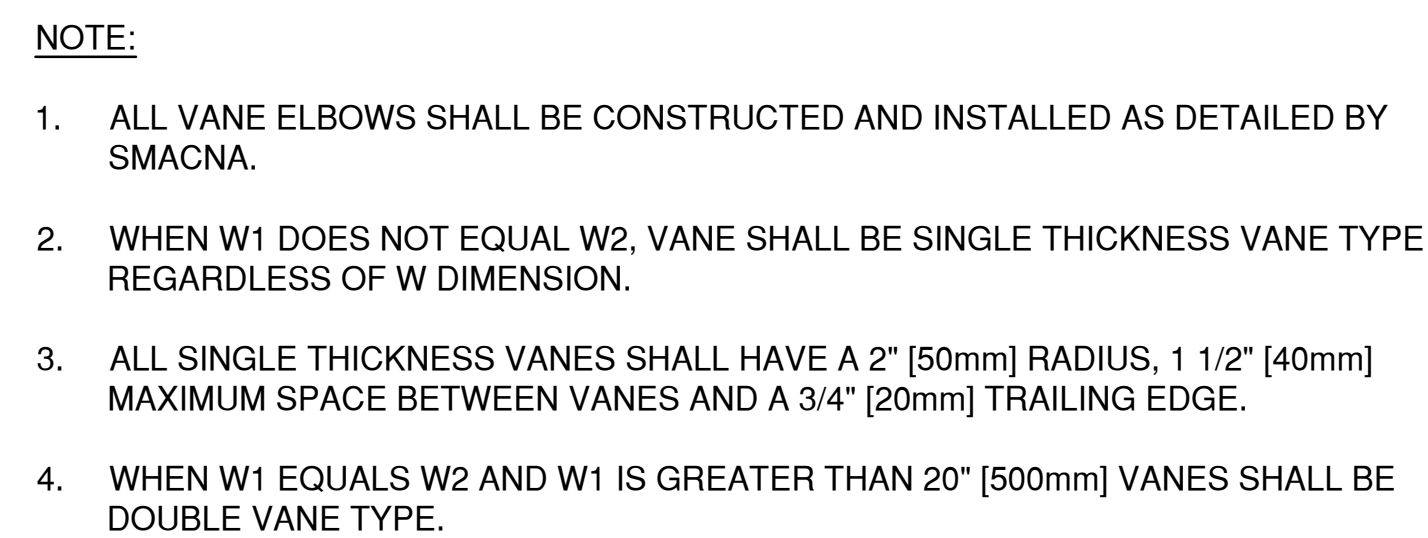 NOTE:
1. ALL VANE ELBOWS SHALL BE CONSTRUCTED AND INSTALLED AS DETAILED BY
SMACNA.
2. WHEN W1 DOES NOT EQUAL W2, VANE SHALL BE SINGLE THICKNESS VANE TYPE
REGARDLESS OF W DIMENSION.
3. ALL SINGLE THICKNESS VANES SHALL HAVE A 2" [50mm] RADIUS, 1 1/2" [40mm]
MAXIMUM SPACE BETWEEN VANES AND A 3/4" [20mm] TRAILING EDGE.
4. WHEN W1 EQUALS W2 AND W1 IS GREATER THAN 20" [500mm] VANES SHALL BE
DOUBLE VANE TYPE.